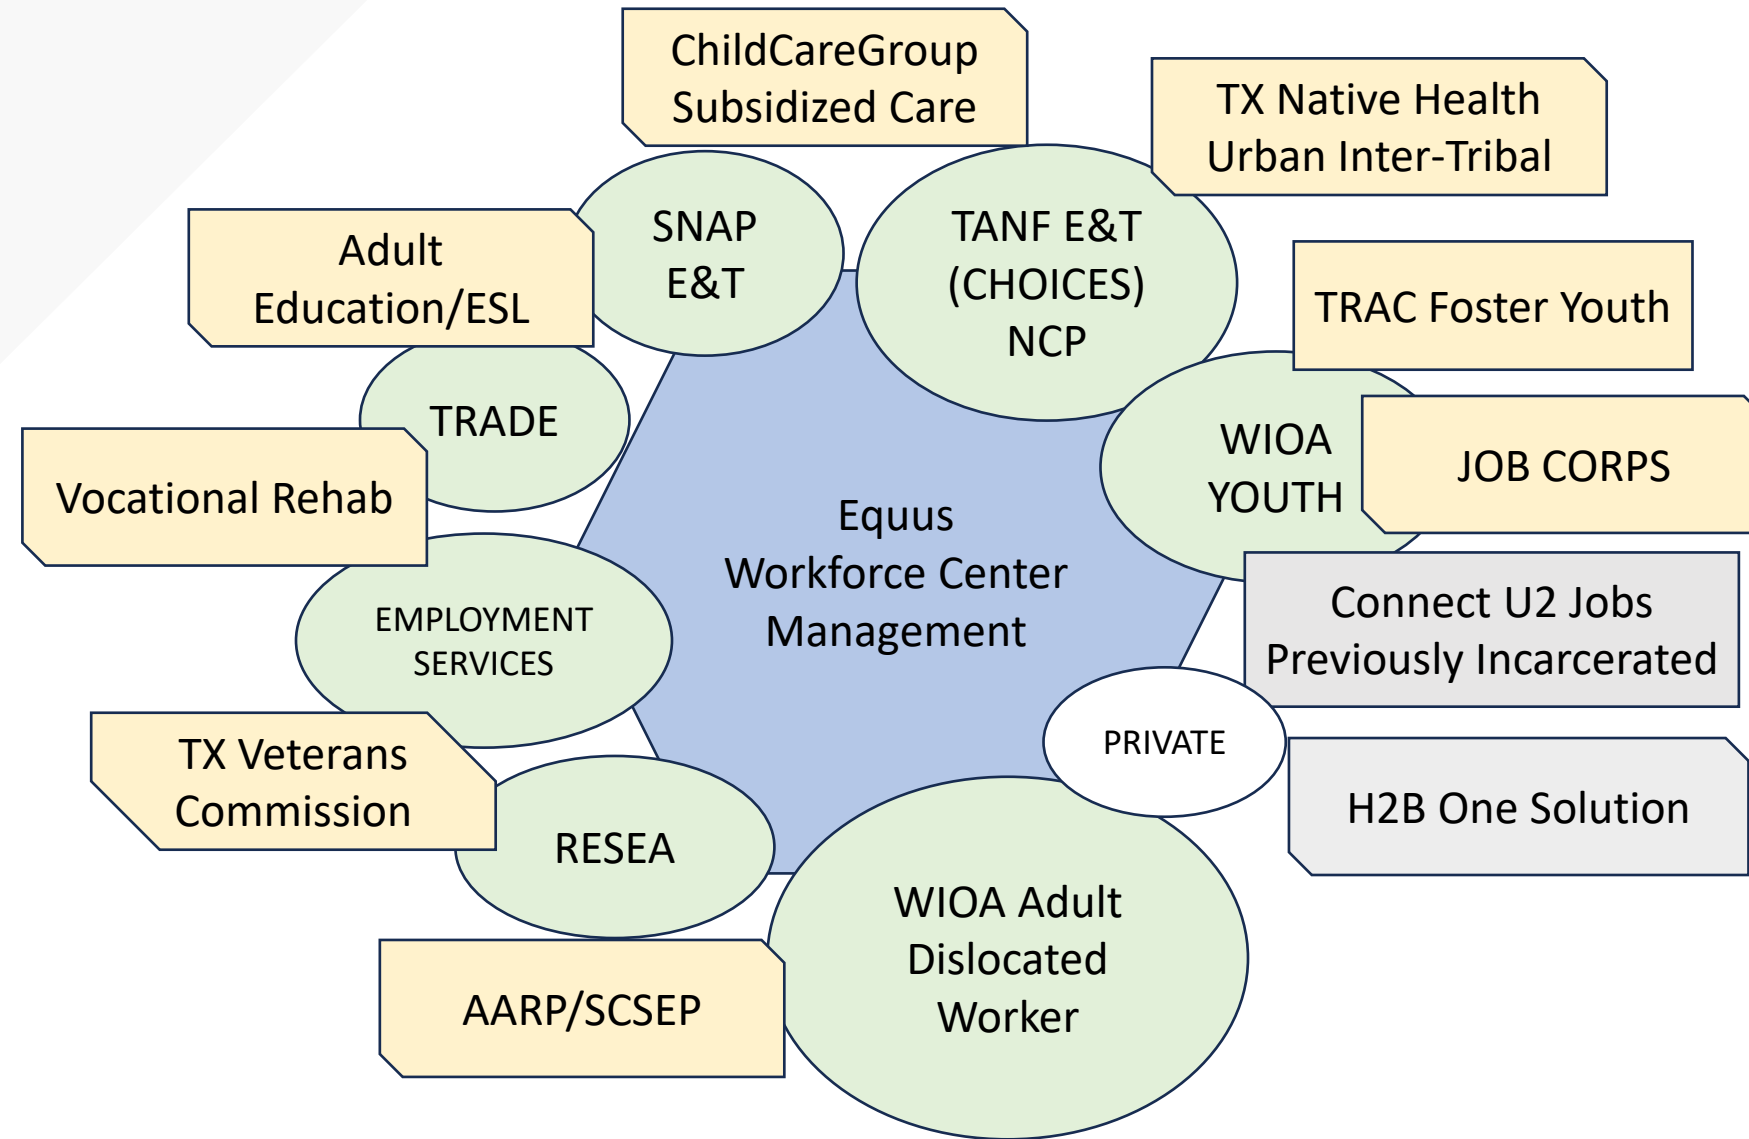 ChildCareGroup
Subsidized Care
TX Native Health
Urban Inter-Tribal
SNAP
E&T
TANF E&T
(CHOICES)
NCP
Adult
Education/ESL
TRAC Foster Youth
TRADE
WIOA
YOUTH
JOB CORPS
Vocational Rehab
Equus
Workforce Center
Management
EMPLOYMENT
SERVICES
Connect U2 Jobs
Previously Incarcerated
PRIVATE
TX Veterans
Commission
H2B One Solution
RESEA
WIOA Adult
Dislocated
Worker
AARP/SCSEP